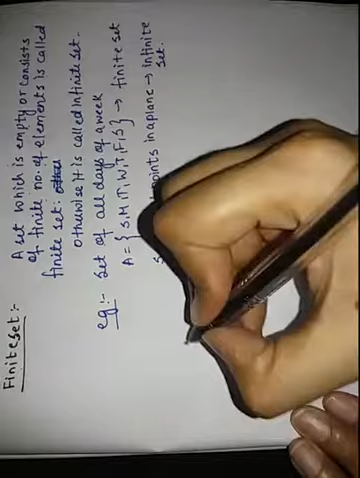 Finite set :-
A set which is empty or consists
of finite no. of elements is called
finite set.
Otherwise it is called infinite set.
eg:- Set of all days of a week
A = { S, M, T, W, T, F, S } → finite set
points in a plane → infinite
set.